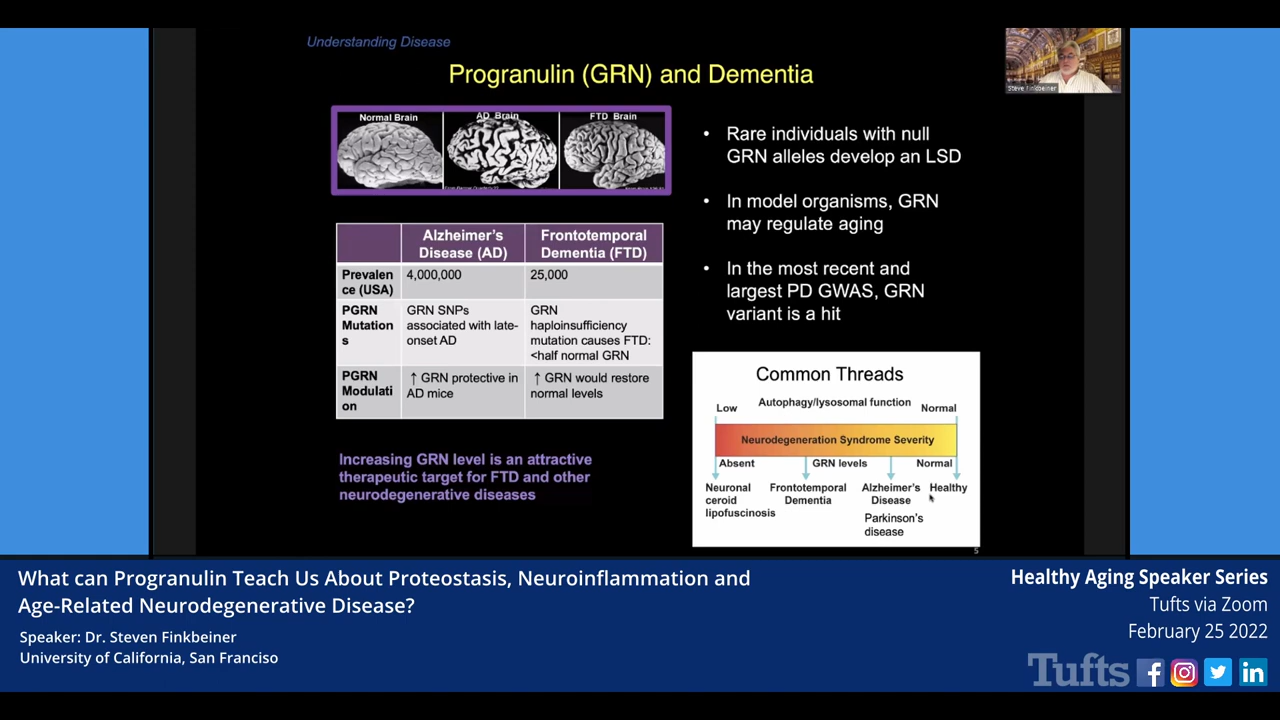 Understanding Disease
Progranulin (GRN) and Dementia
Steve Finkbeiner
Normal Brain
AD Brain
FTD Brain
Alzheimer's
Disease (AD)
Frontotemporal
Dementia (FTD)
Prevalen
ce (USA)
4,000,000
25,000
PGRN
Mutation
s
GRN SNPs
associated with late-
onset AD
GRN
haploinsufficiency
mutation causes FTD:
<half normal GRN
PGRN
Modulati
on
↑ GRN protective in
AD mice
↑ GRN would restore
normal levels
Increasing GRN level is an attractive
therapeutic target for FTD and other
neurodegenerative diseases
• Rare individuals with null
GRN alleles develop an LSD
• In model organisms, GRN
may regulate aging
• In the most recent and
largest PD GWAS, GRN
variant is a hit
Common Threads
Low
Autophagy/lysosomal function
Normal
Neurodegeneration Syndrome Severity
Absent
GRN levels
Normal
Neuronal
ceroid
lipofuscinosis
Frontotemporal
Dementia
Alzheimer's
Disease
Healthy
Parkinson's
disease
5
What can Progranulin Teach Us About Proteostasis, Neuroinflammation and
Age-Related Neurodegenerative Disease?
Speaker: Dr. Steven Finkbeiner
University of California, San Franciso
Healthy Aging Speaker Series
Tufts via Zoom
February 25 2022
Tufts